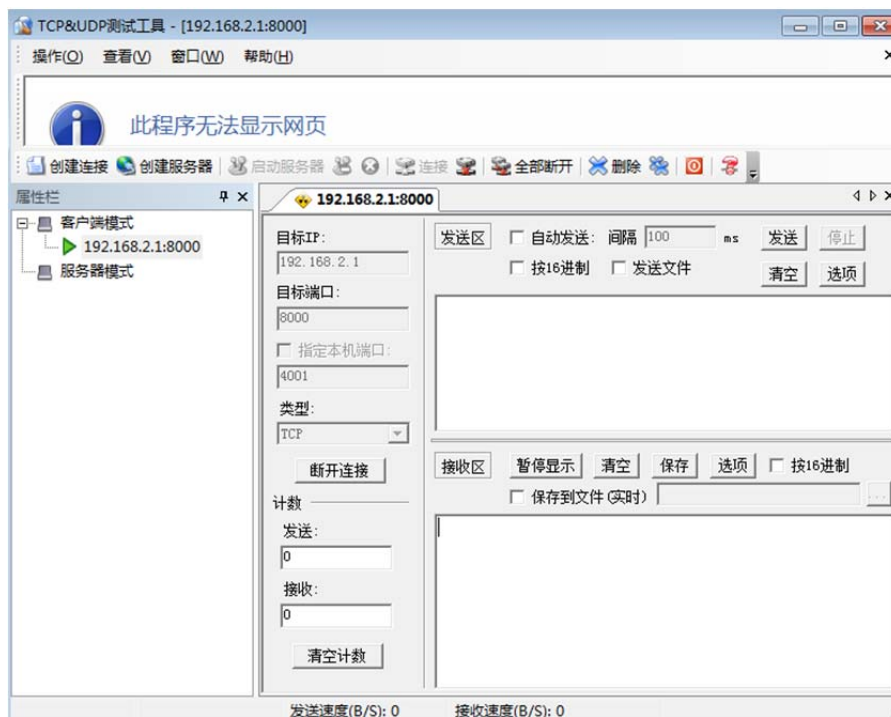 TCP&UDP测试工具 - [192.168.2.1:8000]
操作(O) 查看(V) 窗口(W) 帮助(H)
此程序无法显示网页
创建连接 创建服务器 启动服务器 连接 全部断开 删除
属性栏
客户端模式
192.168.2.1:8000
服务器模式
192.168.2.1:8000
目标IP:
192.168.2.1
目标端口:
8000
指定本机端口:
4001
类型:
TCP
断开连接
计数
发送:
0
接收:
0
清空计数
发送区 自动发送: 间隔 100 ms 发送 停止
按16进制 发送文件 清空 选项
接收区 暂停显示 清空 保存 选项 按16进制
保存到文件(实时) ...
发送速度(B/S): 0 接收速度(B/S): 0